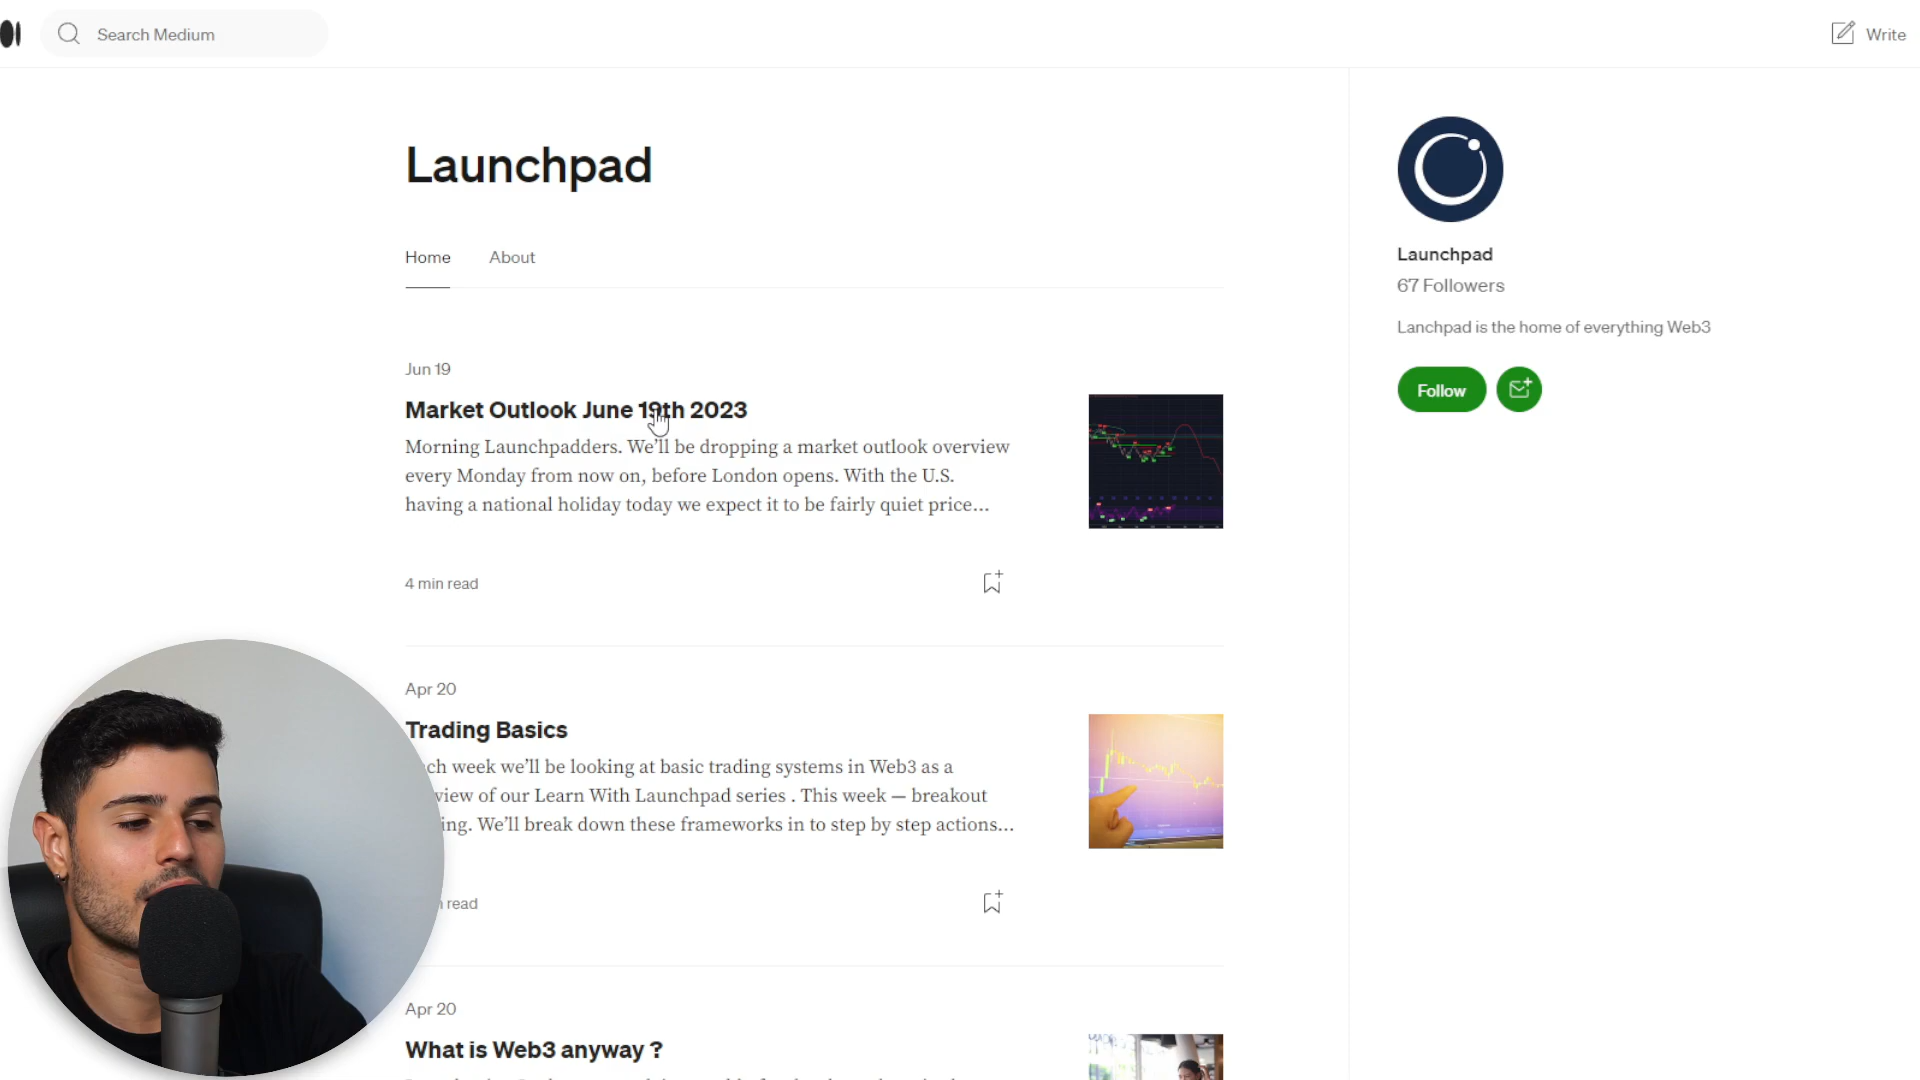 Search Medium
Write
Launchpad
Home
About
Jun 19
Market Outlook June 19th 2023
Morning Launchpadders. We'll be dropping a market outlook overview
every Monday from now on, before London opens. With the U.S.
having a national holiday today we expect it to be fairly quiet price...
4 min read
Apr 20
Trading Basics
ch week we'll be looking at basic trading systems in Web3 as a
view of our Learn With Launchpad series . This week — breakout
ing. We'll break down these frameworks in to step by step actions...
read
Apr 20
What is Web3 anyway ?
Launchpad
67 Followers
Lanchpad is the home of everything Web3
Follow